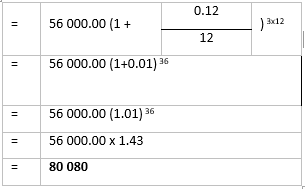 = 56 000.00 (1 + 0.12 / 12 ) 3x12
= 56 000.00 (1+0.01) 36
= 56 000.00 (1.01) 36
= 56 000.00 x 1.43
= 80 080